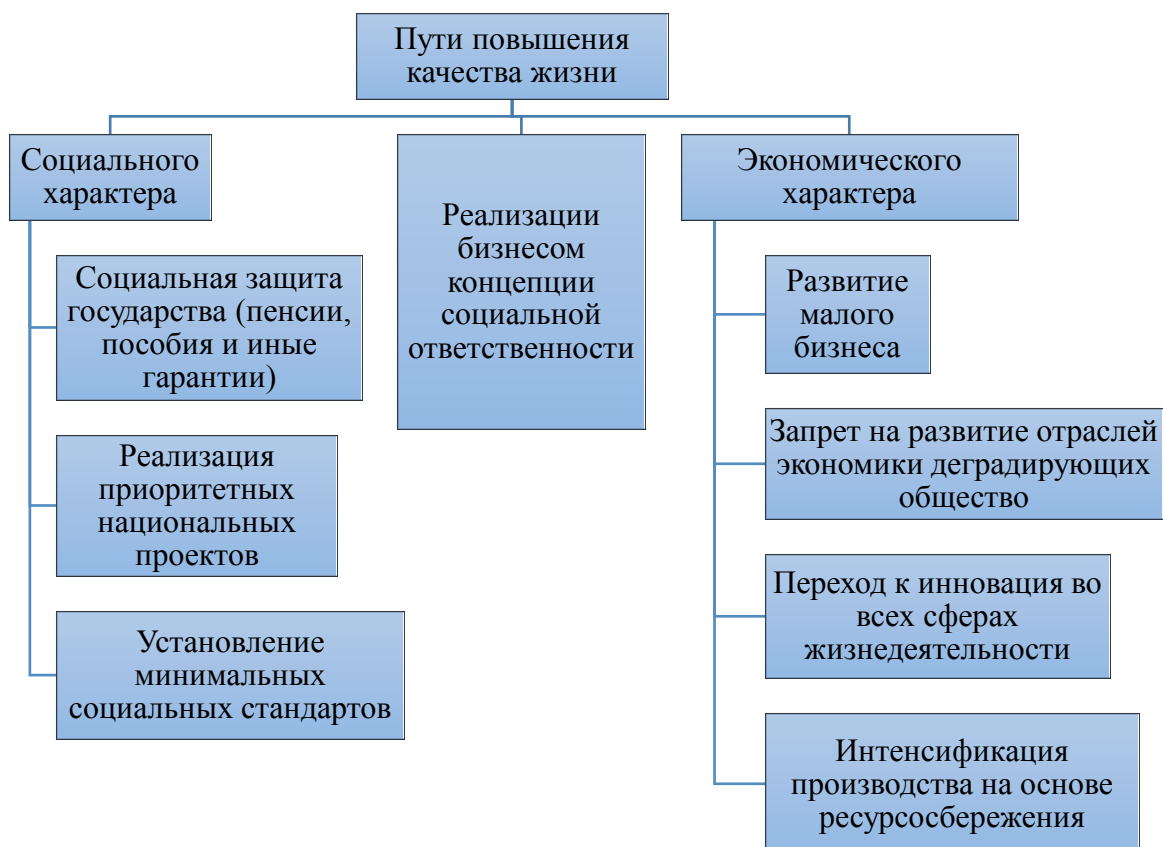 Пути повышения
качества жизни
Социального
характера
Социальная защита
государства (пенсии,
пособия и иные
гарантии)
Реализация
приоритетных
национальных
проектов
Установление
минимальных
социальных стандартов
Реализации
бизнесом
концепции
социальной
ответственности
Экономического
характера
Развитие
малого
бизнеса
Запрет на развитие отраслей
экономики деградирующих
общество
Переход к инновация во
всех сферах
жизнедеятельности
Интенсификация
производства на основе
ресурсосбережения